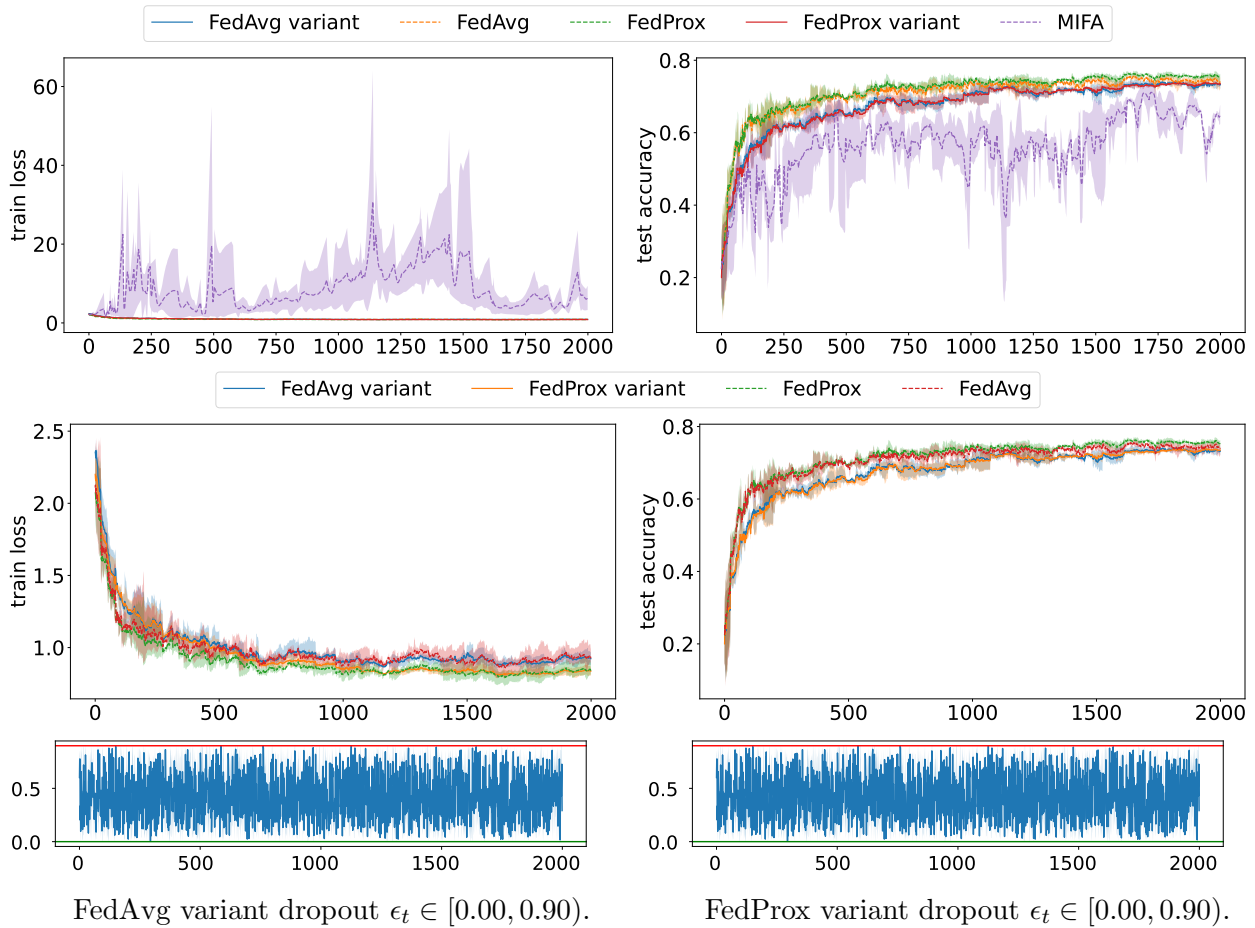 FedAvg variant FedAvg FedProx FedProx variant MIFA
train loss
60
40
20
0
0 250 500 750 1000 1250 1500 1750 2000
test accuracy
0.8
0.6
0.4
0.2
0 250 500 750 1000 1250 1500 1750 2000
FedAvg variant FedProx variant FedProx FedAvg
train loss
2.5
2.0
1.5
1.0
0 500 1000 1500 2000
test accuracy
0.8
0.6
0.4
0.2
0 500 1000 1500 2000
0.5
0.0
0 500 1000 1500 2000
0.5
0.0
0 500 1000 1500 2000
FedAvg variant dropout ϵ_t ∈ [0.00, 0.90).
FedProx variant dropout ϵ_t ∈ [0.00, 0.90).